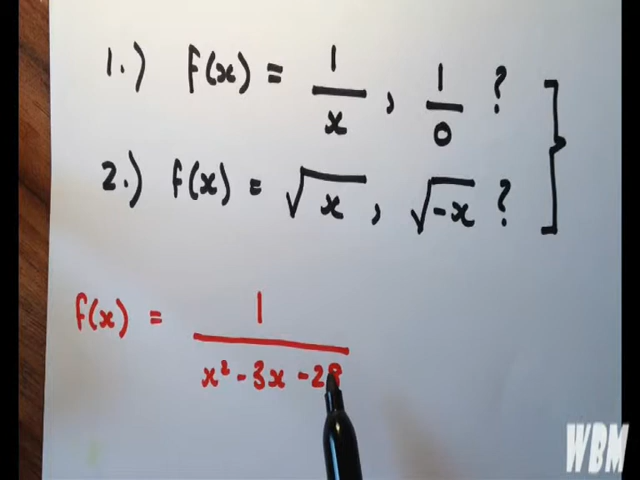 1.) f(x) = 1/x , 1/0 ?
2.) f(x) = √x , √-x ?
f(x) = 1/(x² - 3x - 28)
WBM